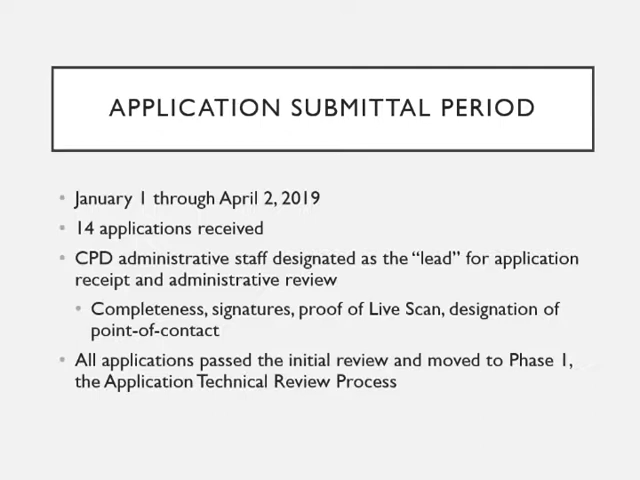 APPLICATION SUBMITTAL PERIOD
• January 1 through April 2, 2019
• 14 applications received
• CPD administrative staff designated as the “lead” for application
receipt and administrative review
• Completeness, signatures, proof of Live Scan, designation of
point-of-contact
• All applications passed the initial review and moved to Phase 1,
the Application Technical Review Process